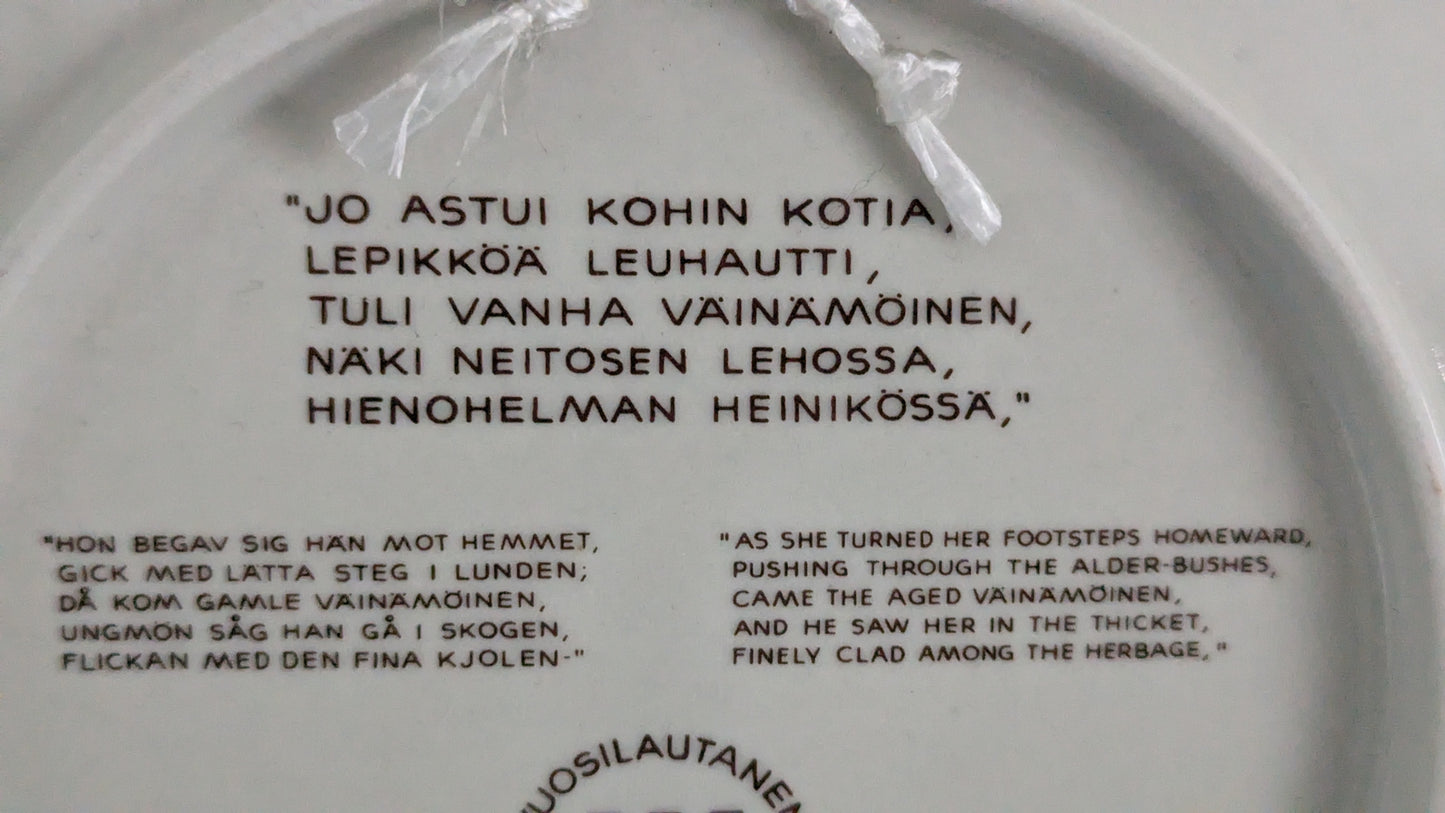 "JO ASTUI KOHIN KOTIA,
LEPIKKÖÄ LEUHAUTTI,
TULI VANHA VÄINÄMÖINEN,
NÄKI NEITOSEN LEHOSSA,
HIENOHELMAN HEINIKÖSSÄ,"
"HON BEGAV SIG HÄN MOT HEMMET,
GICK MED LÄTTA STEG I LUNDEN;
DÅ KOM GAMLE VÄINÄMÖINEN,
UNGMÖN SÅG HAN GÅ I SKOGEN,
FLICKAN MED DEN FINA KJOLEN-"
"AS SHE TURNED HER FOOTSTEPS HOMEWARD,
PUSHING THROUGH THE ALDER-BUSHES,
CAME THE AGED VÄINÄMÖINEN,
AND HE SAW HER IN THE THICKET,
FINELY CLAD AMONG THE HERBAGE,"
VUOSILAUTANEN